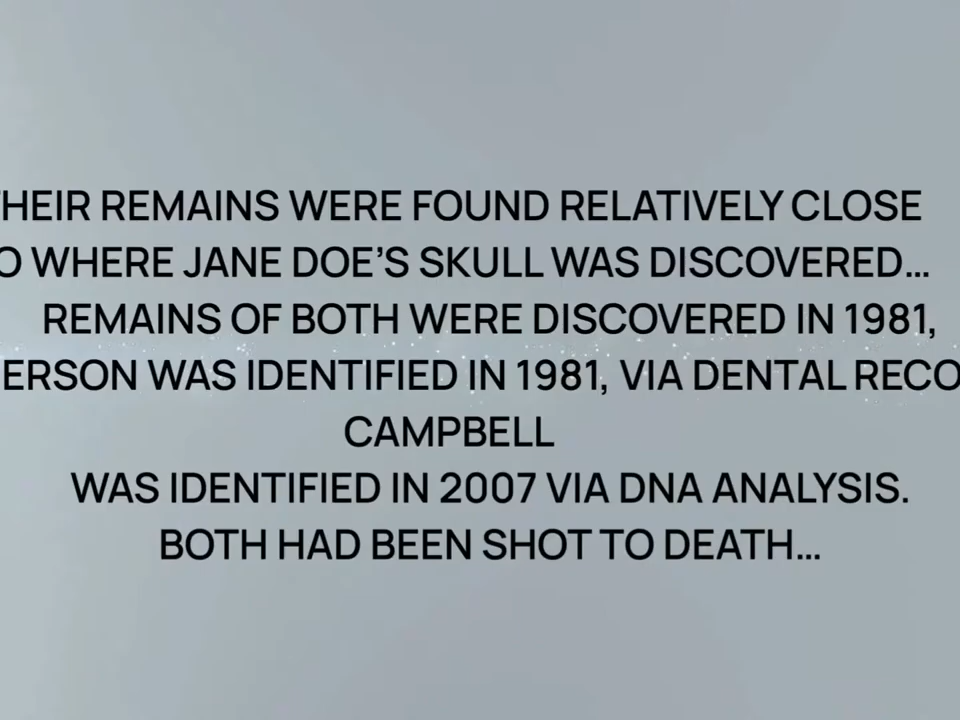 THEIR REMAINS WERE FOUND RELATIVELY CLOSE
O WHERE JANE DOE'S SKULL WAS DISCOVERED...
REMAINS OF BOTH WERE DISCOVERED IN 1981,
ERSON WAS IDENTIFIED IN 1981, VIA DENTAL RECO
CAMPBELL
WAS IDENTIFIED IN 2007 VIA DNA ANALYSIS.
BOTH HAD BEEN SHOT TO DEATH...